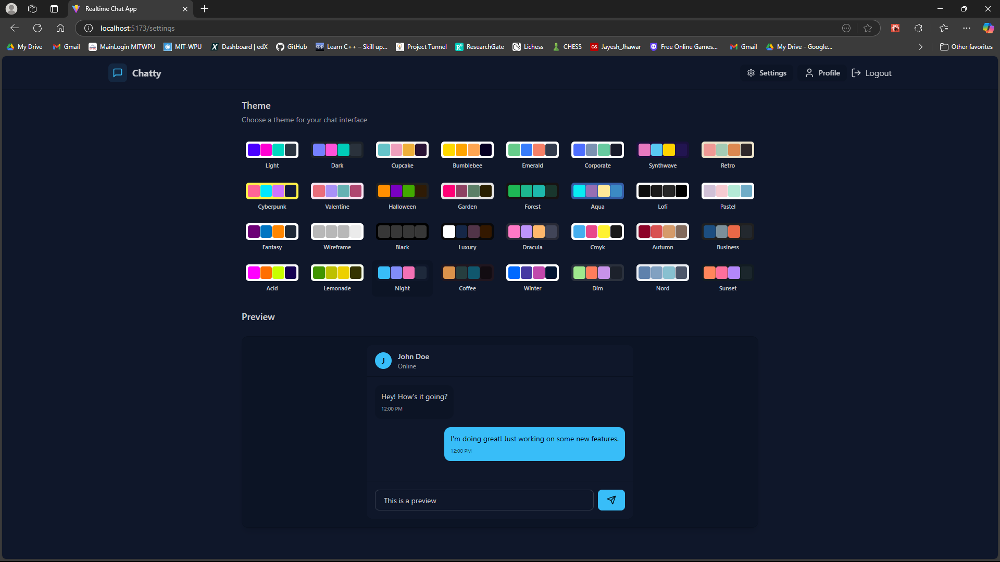 Realtime Chat App
localhost:5173/settings
My Drive Gmail MainLogin MITWPU MIT-WPU Dashboard | edX GitHub Learn C++ – Skill up... Project Tunnel ResearchGate Lichess CHESS Jayesh_Jhawar Free Online Games... Gmail My Drive - Google... Other favorites
Chatty Settings Profile Logout
Theme
Choose a theme for your chat interface
Light Dark Cupcake Bumblebee Emerald Corporate Synthwave Retro
Cyberpunk Valentine Halloween Garden Forest Aqua Lofi Pastel
Fantasy Wireframe Black Luxury Dracula Cmyk Autumn Business
Acid Lemonade Night Coffee Winter Dim Nord Sunset
Preview
J John Doe
Online
Hey! How's it going?
12:00 PM
I'm doing great! Just working on some new features.
12:00 PM
This is a preview